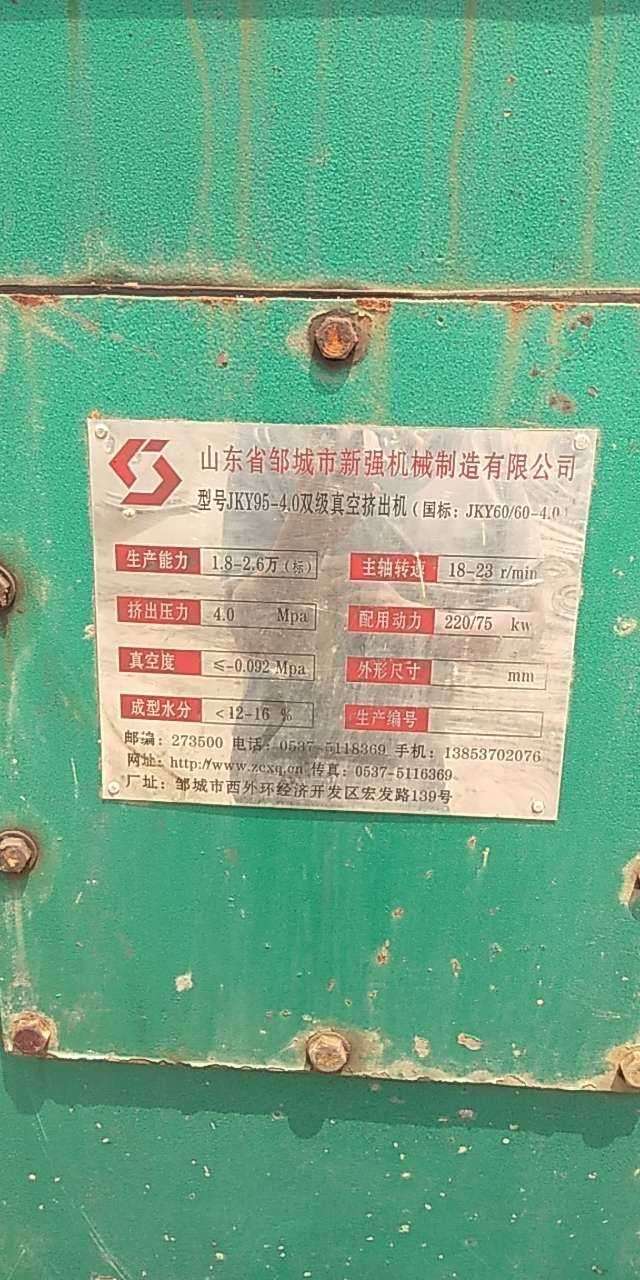 山东省邹城市新强机械制造有限公司
型号JKY95-4.0双级真空挤出机（国标：JKY60/60-4.0）
生产能力 1.8-2.6万(标) 主轴转速 18-23 r/min
挤出压力 4.0 Mpa 配用动力 220/75 kw
真空度 ≤-0.092 Mpa 外形尺寸 mm
成型水分 <12-16 % 生产编号
邮编：273500 电话：0537-5118369 手机：13853702076
网址：http://www.zcxq.cn 传真：0537-5116369
厂址：邹城市西外环经济开发区宏发路139号